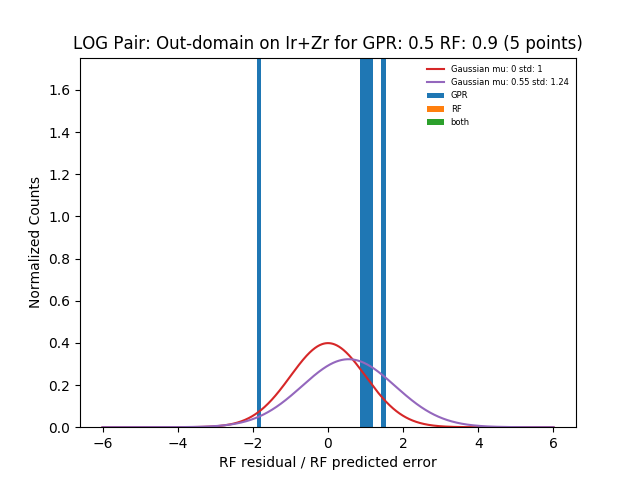 LOG Pair: Out-domain on Ir+Zr for GPR: 0.5 RF: 0.9 (5 points)
Gaussian mu: 0 std: 1
Gaussian mu: 0.55 std: 1.24
GPR
RF
both
Normalized Counts
1.6
1.4
1.2
1.0
0.8
0.6
0.4
0.2
0.0
−6
−4
−2
0
2
4
6
RF residual / RF predicted error